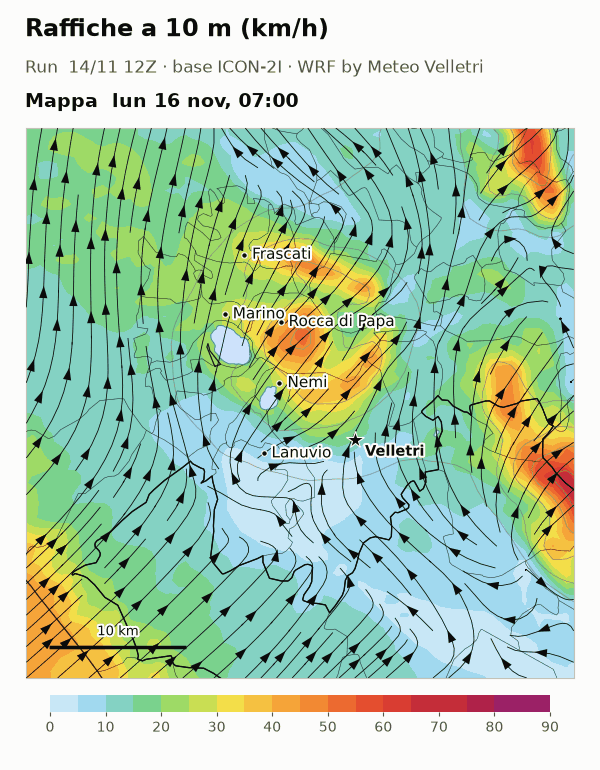 Raffiche a 10 m (km/h)
Run 14/11 12Z · base ICON-2I · WRF by Meteo Velletri
Mappa lun 16 nov, 07:00
Frascati
Marino
Rocca di Papa
Nemi
Velletri
Lanuvio
10 km
0 10 20 30 40 50 60 70 80 90